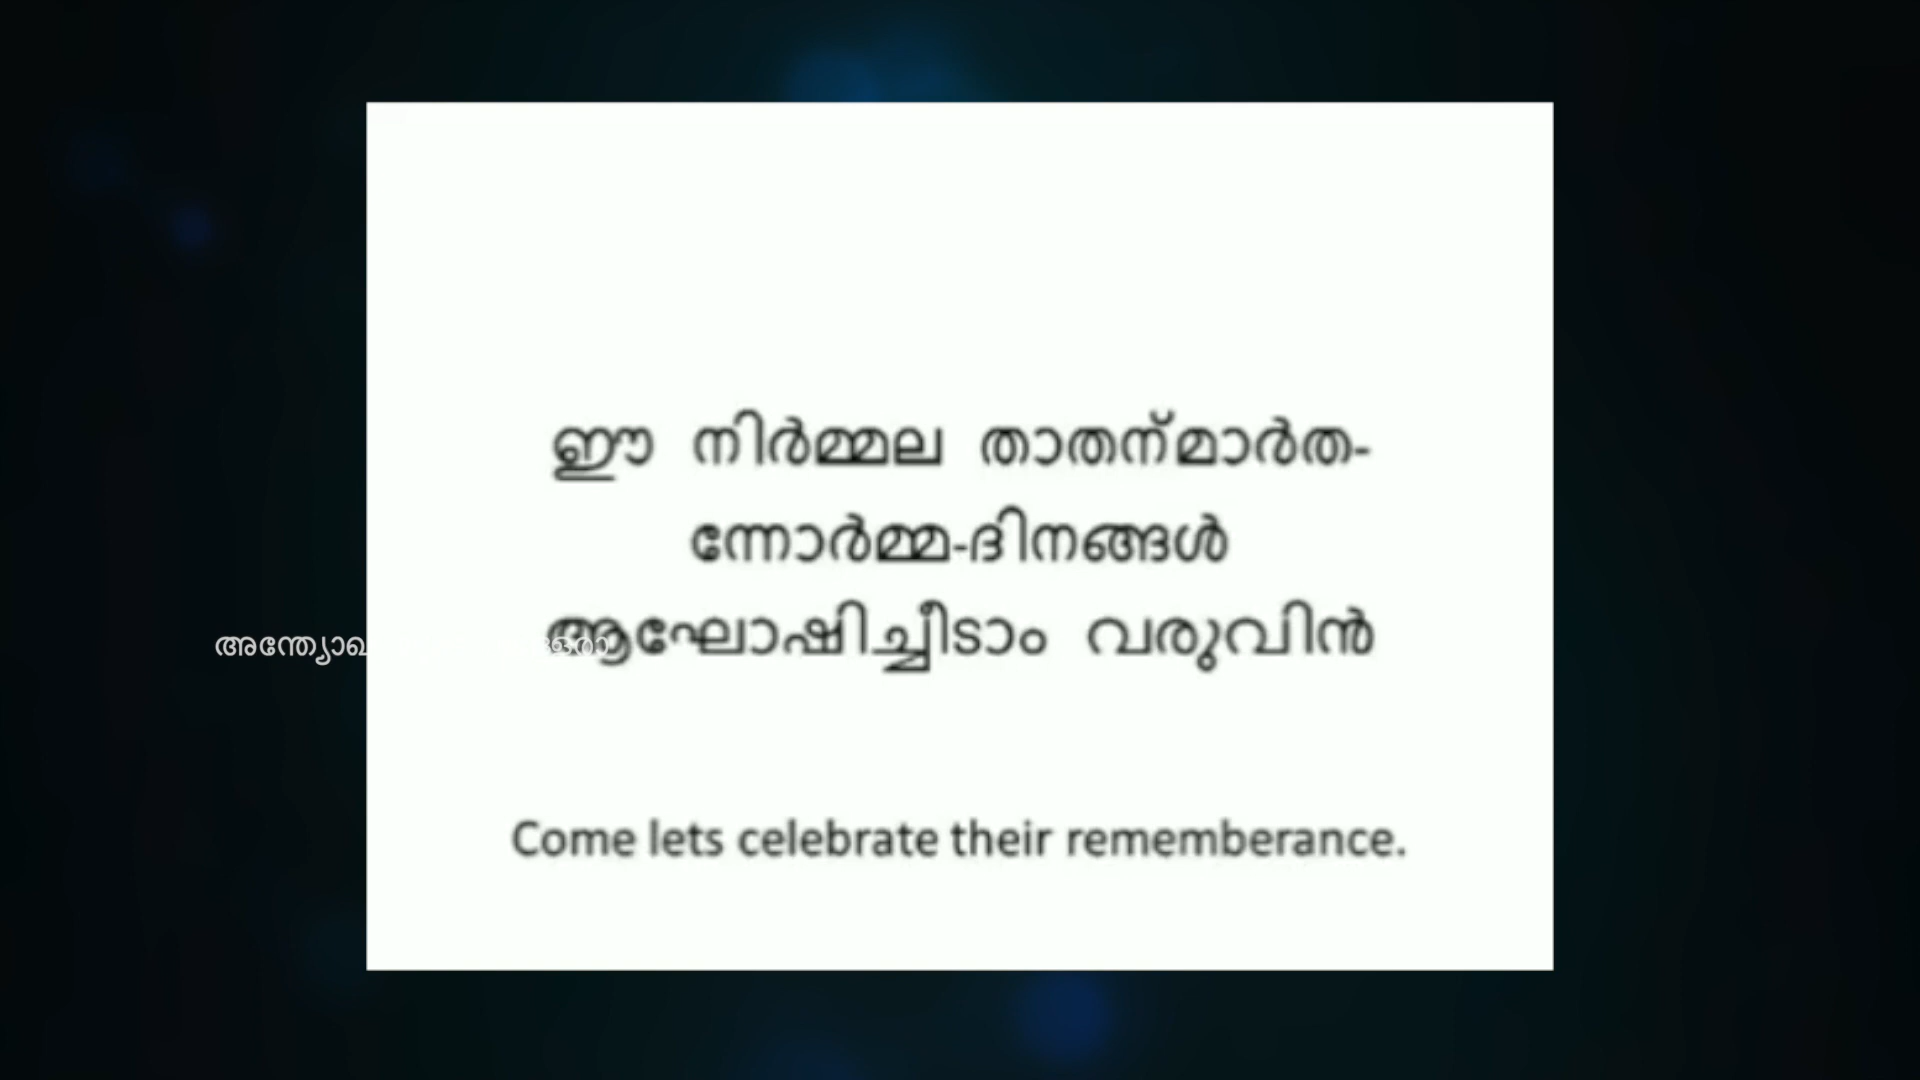 ഈ നിർമ്മല താതന്മാർത-
ന്നോർമ്മ-ദിനങ്ങൾ
ആഘോഷിച്ചീടാം വരുവിൻ
Come lets celebrate their rememberance.